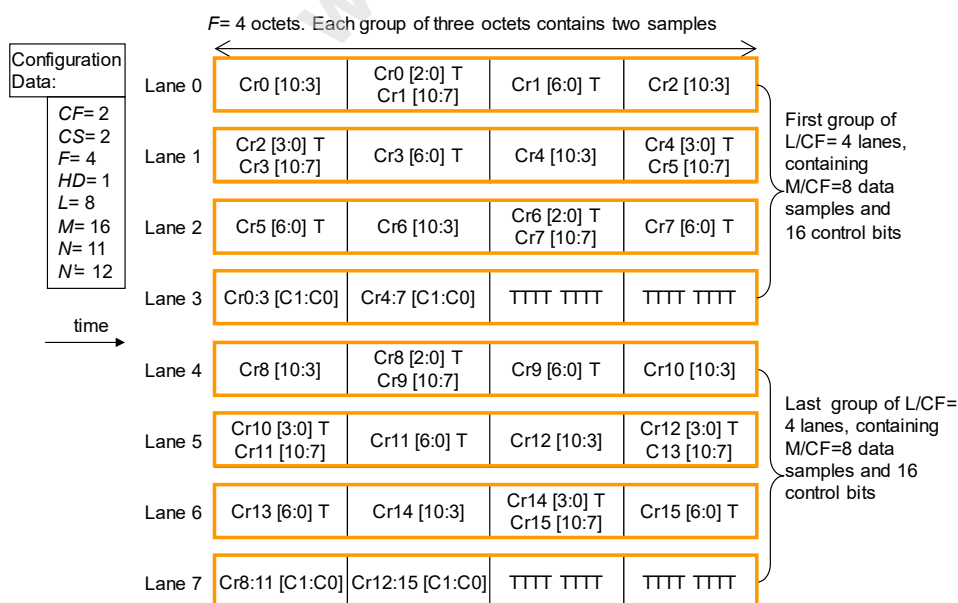 F= 4 octets. Each group of three octets contains two samples
Configuration
Data:
CF= 2
CS= 2
F= 4
HD= 1
L= 8
M= 16
N= 11
N'= 12
time
Lane 0
Cr0 [10:3]
Cr0 [2:0] T
Cr1 [10:7]
Cr1 [6:0] T
Cr2 [10:3]
Lane 1
Cr2 [3:0] T
Cr3 [10:7]
Cr3 [6:0] T
Cr4 [10:3]
Cr4 [3:0] T
Cr5 [10:7]
Lane 2
Cr5 [6:0] T
Cr6 [10:3]
Cr6 [2:0] T
Cr7 [10:7]
Cr7 [6:0] T
Lane 3
Cr0:3 [C1:C0]
Cr4:7 [C1:C0]
TTTT TTTT
TTTT TTTT
First group of
L/CF= 4 lanes,
containing
M/CF=8 data
samples and
16 control bits
Lane 4
Cr8 [10:3]
Cr8 [2:0] T
Cr9 [10:7]
Cr9 [6:0] T
Cr10 [10:3]
Lane 5
Cr10 [3:0] T
Cr11 [10:7]
Cr11 [6:0] T
Cr12 [10:3]
Cr12 [3:0] T
C13 [10:7]
Lane 6
Cr13 [6:0] T
Cr14 [10:3]
Cr14 [3:0] T
Cr15 [10:7]
Cr15 [6:0] T
Lane 7
Cr8:11 [C1:C0]
Cr12:15 [C1:C0]
TTTT TTTT
TTTT TTTT
Last group of L/CF=
4 lanes, containing
M/CF=8 data
samples and 16
control bits